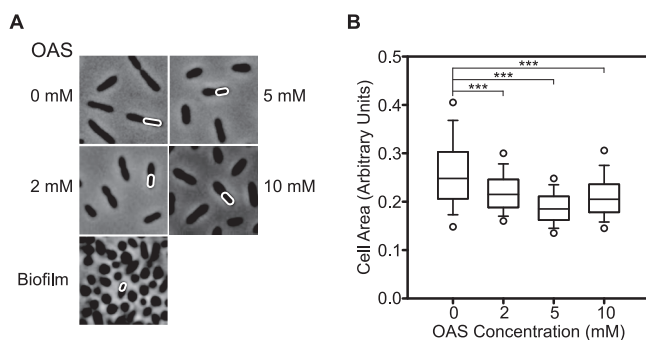 A
OAS
0 mM
5 mM
2 mM
10 mM
Biofilm
B
***
***
***
Cell Area (Arbitrary Units)
0.5
0.4
0.3
0.2
0.1
0.0
0 2 5 10
OAS Concentration (mM)